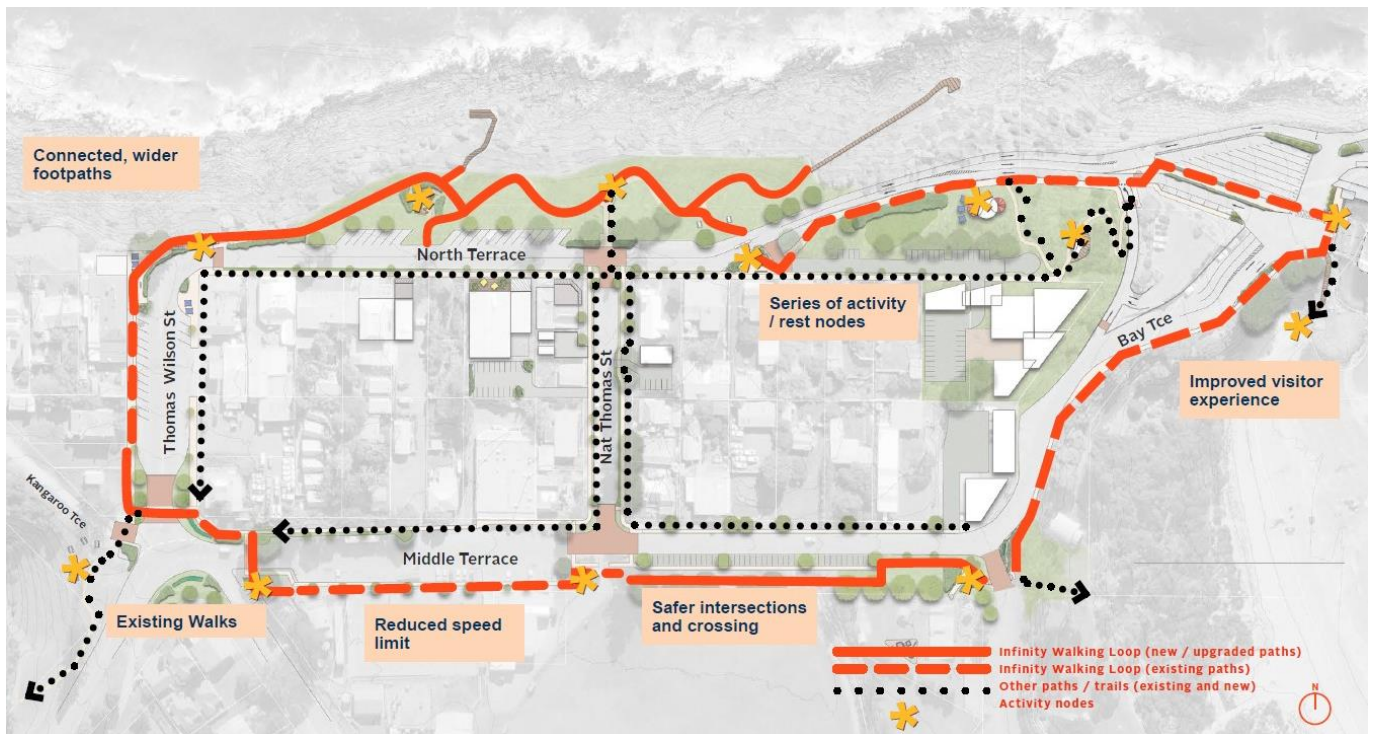 Connected, wider
footpaths
North Terrace
Series of activity
/ rest nodes
Thomas Wilson St
Nat Thomas St
Bay Tce
Improved visitor
experience
Kangaroo Tce
Middle Terrace
Existing Walks
Reduced speed
limit
Safer intersections
and crossing
Infinity Walking Loop (new / upgraded paths)
Infinity Walking Loop (existing paths)
Other paths / trails (existing and new)
Activity nodes
N